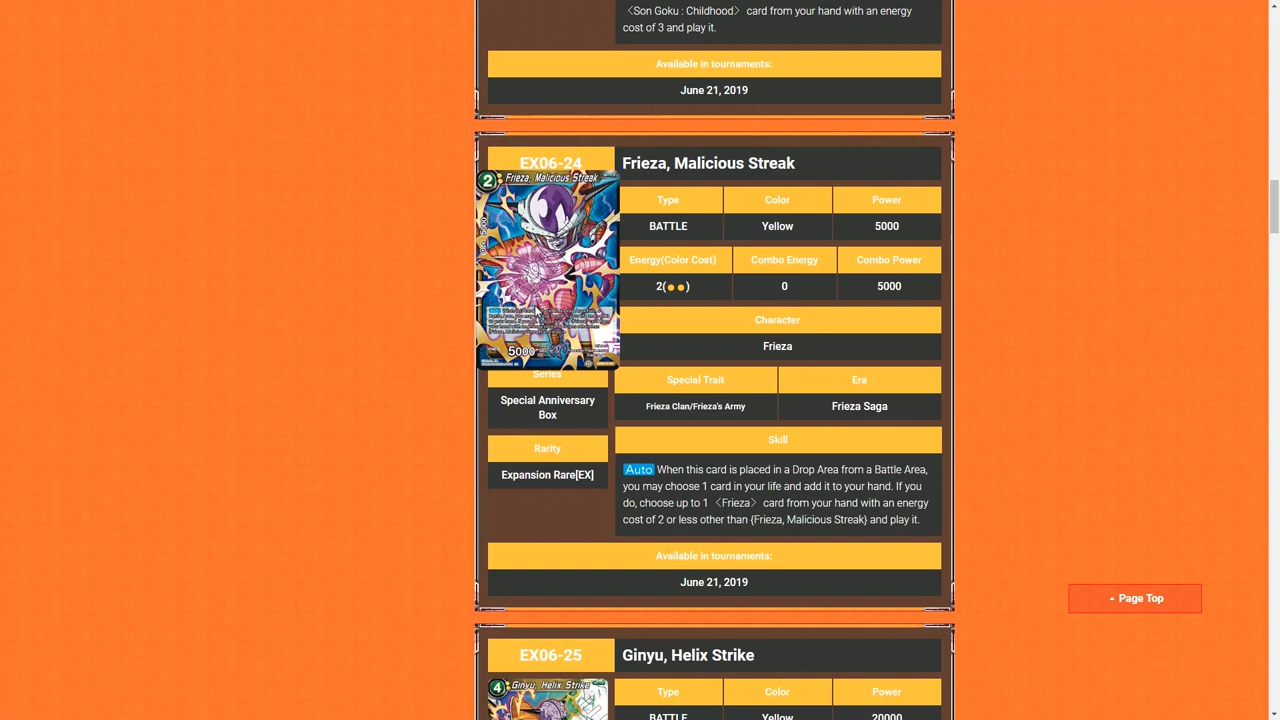 〈Son Goku : Childhood〉 card from your hand with an energy
cost of 3 and play it.
Available in tournaments:
June 21, 2019
EX06-24
Frieza, Malicious Streak
2
Frieza, Malicious Streak
5000
Type
Color
Power
BATTLE
Yellow
5000
Energy(Color Cost)
Combo Energy
Combo Power
2(●●)
0
5000
Character
Frieza
Series
Special Anniversary
Box
Rarity
Expansion Rare[EX]
Special Trait
Era
Frieza Clan/Frieza's Army
Frieza Saga
Skill
Auto When this card is placed in a Drop Area from a Battle Area,
you may choose 1 card in your life and add it to your hand. If you
do, choose up to 1 〈Frieza〉 card from your hand with an energy
cost of 2 or less other than {Frieza, Malicious Streak} and play it.
Available in tournaments:
June 21, 2019
Page Top
EX06-25
Ginyu, Helix Strike
4
Ginyu, Helix Strike
Type
Color
Power
BATTLE
Yellow
20000